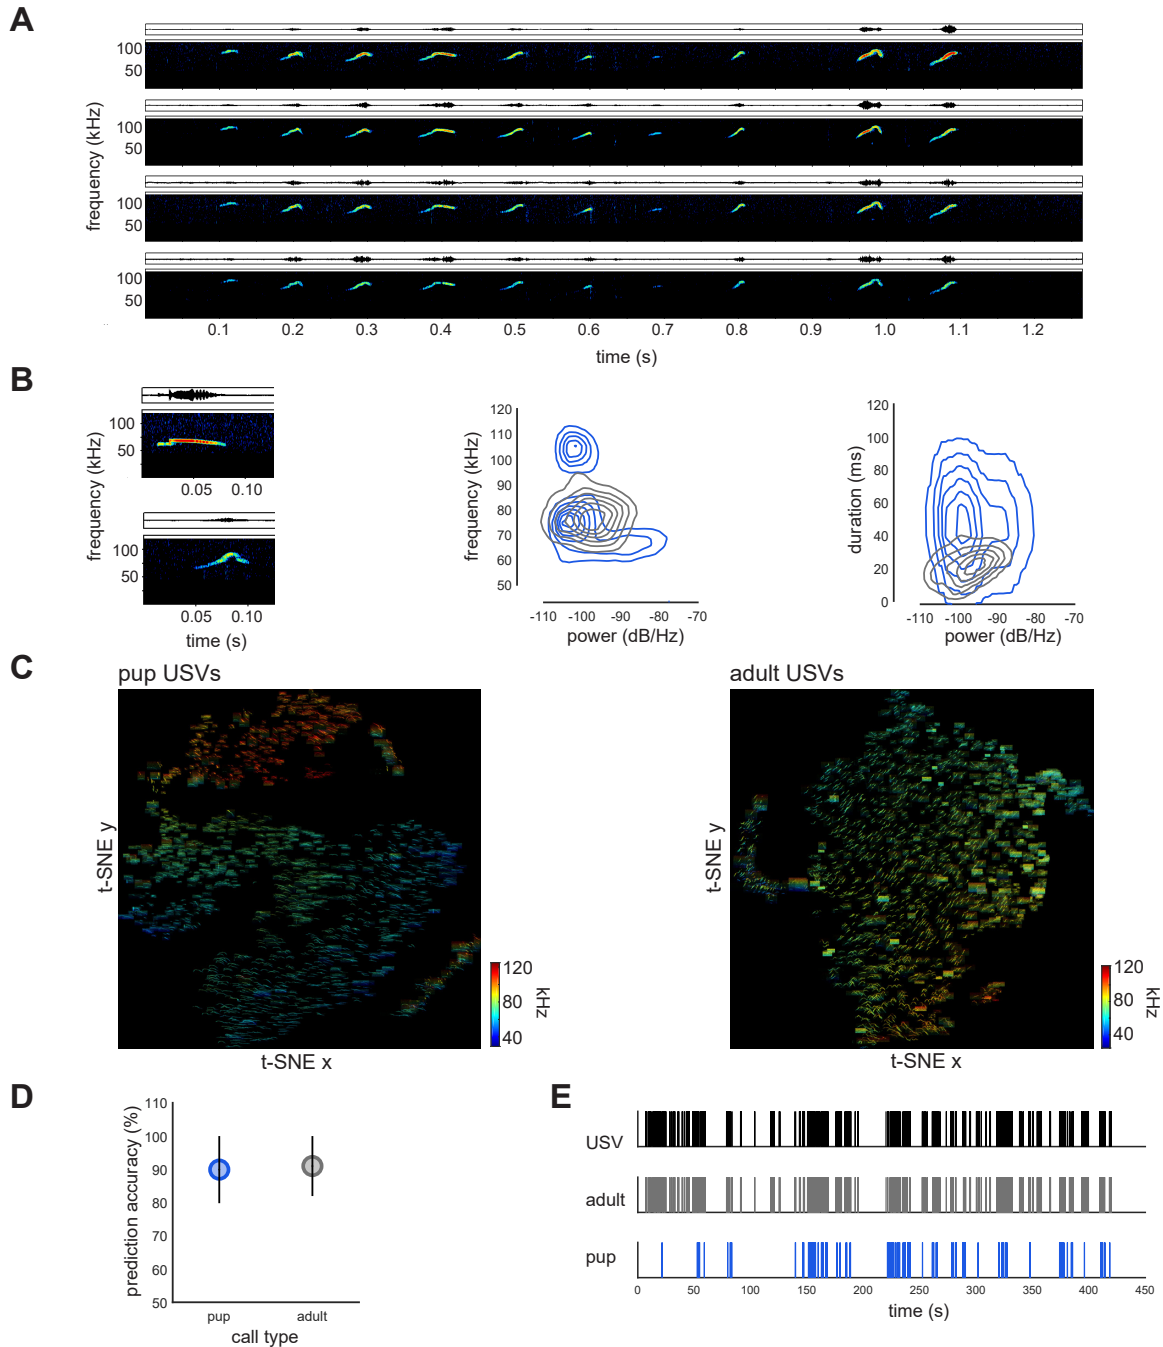 A
frequency (kHz)
100
50
100
50
100
50
100
50
0.1 0.2 0.3 0.4 0.5 0.6 0.7 0.8 0.9 1.0 1.1 1.2
time (s)
B
frequency (kHz)
100
50
0.05 0.10
frequency (kHz)
100
50
0.05 0.10
time (s)
frequency (kHz)
120
110
100
90
80
70
60
50
-110 -100 -90 -80 -70
power (dB/Hz)
duration (ms)
120
100
80
60
40
20
0
-110 -100 -90 -80 -70
power (dB/Hz)
C
pup USVs
t-SNE y
t-SNE x
120
80
40
kHz
adult USVs
t-SNE y
t-SNE x
120
80
40
kHz
D
prediction accuracy (%)
110
100
90
80
70
60
50
pup adult
call type
E
USV
adult
pup
0 50 100 150 200 250 300 350 400 450
time (s)